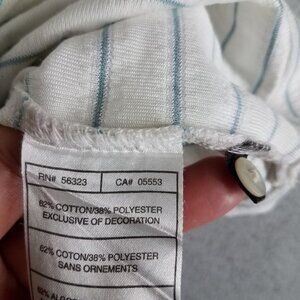 RN# 56323 CA# 05553
62% COTTON/38% POLYESTER
EXCLUSIVE OF DECORATION
62% COTON/38% POLYESTER
SANS ORNEMENTS